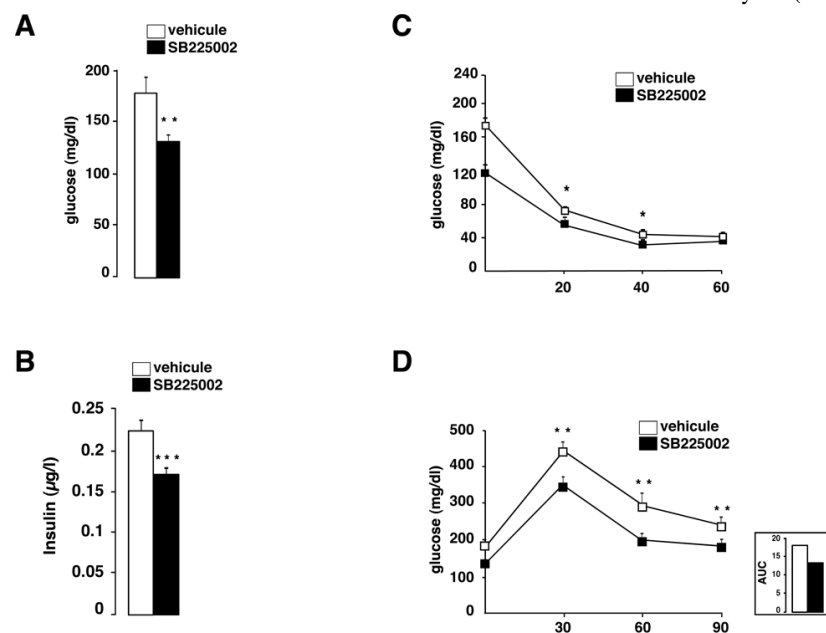 A
vehicule
SB225002
200
150
100
50
0
glucose (mg/dl)
* *
B
vehicule
SB225002
0.25
0.2
0.15
0.1
0.05
0
Insulin (µg/l)
* * *
C
vehicule
SB225002
240
200
160
120
80
40
0
glucose (mg/dl)
*
*
20 40 60
D
vehicule
SB225002
500
400
300
200
100
0
glucose (mg/dl)
* *
* *
* *
30 60 90
20
15
10
5
0
AUC